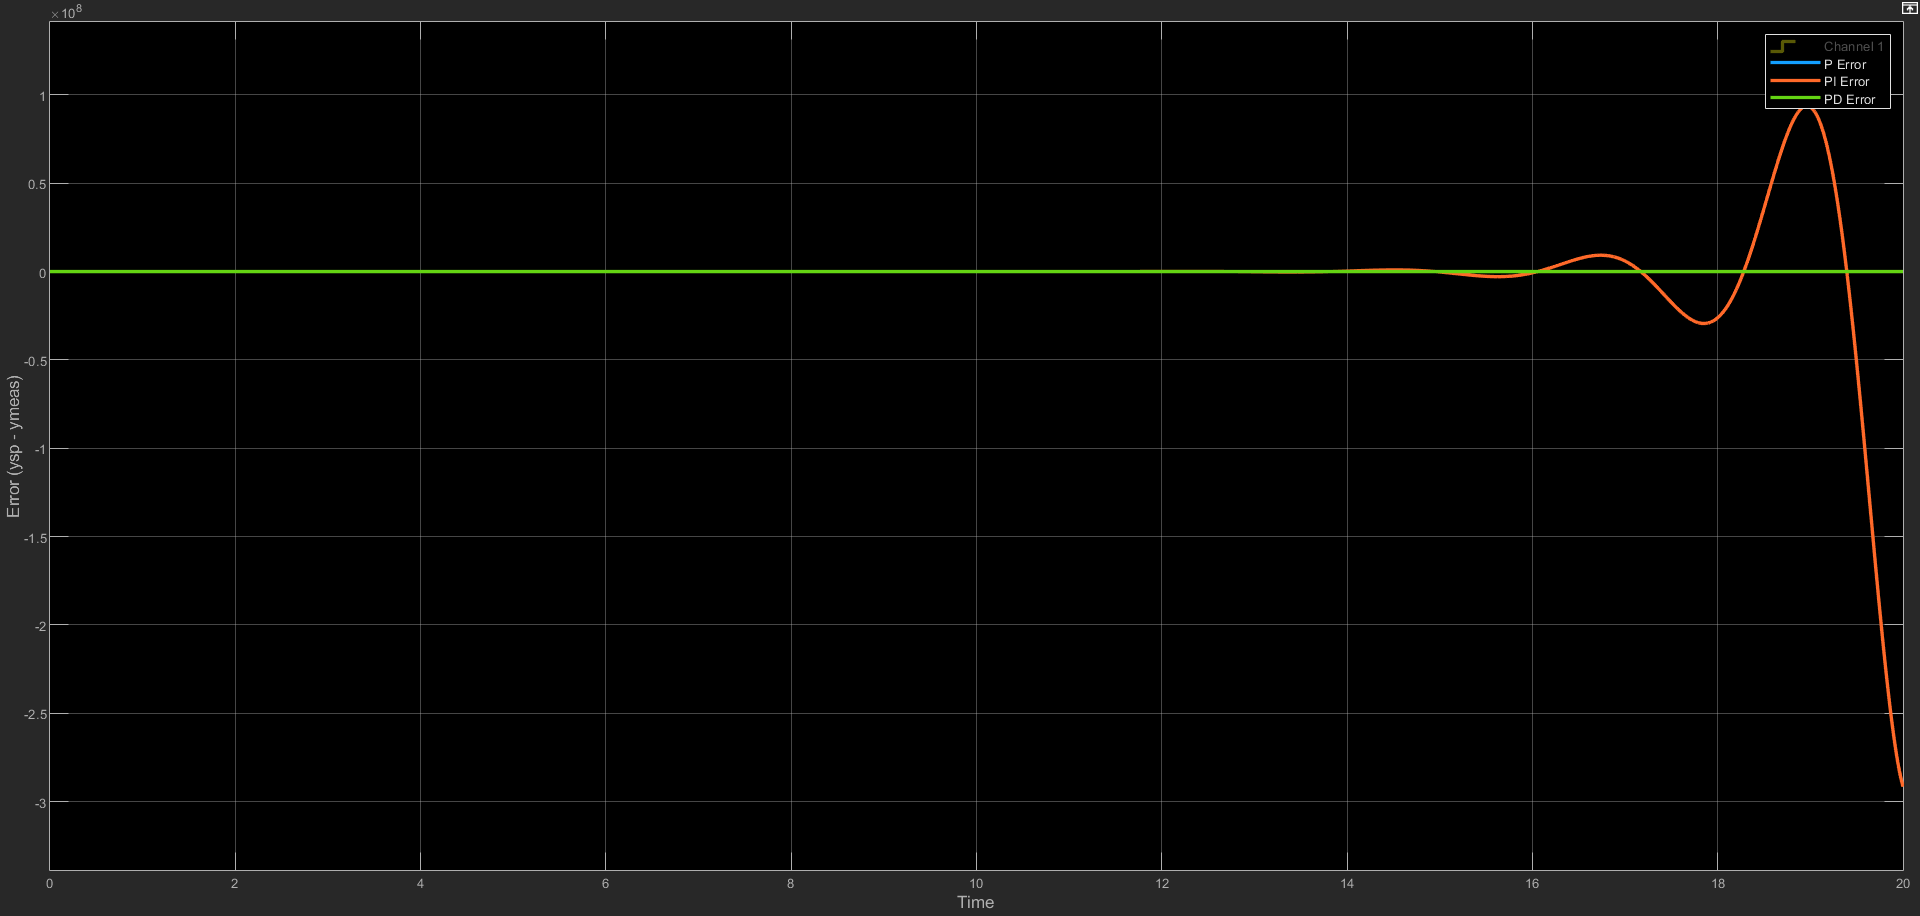 ×10⁸
Channel 1
P Error
PI Error
PD Error
1
0.5
0
-0.5
-1
-1.5
-2
-2.5
-3
Error (ysp - ymeas)
0 2 4 6 8 10 12 14 16 18 20
Time